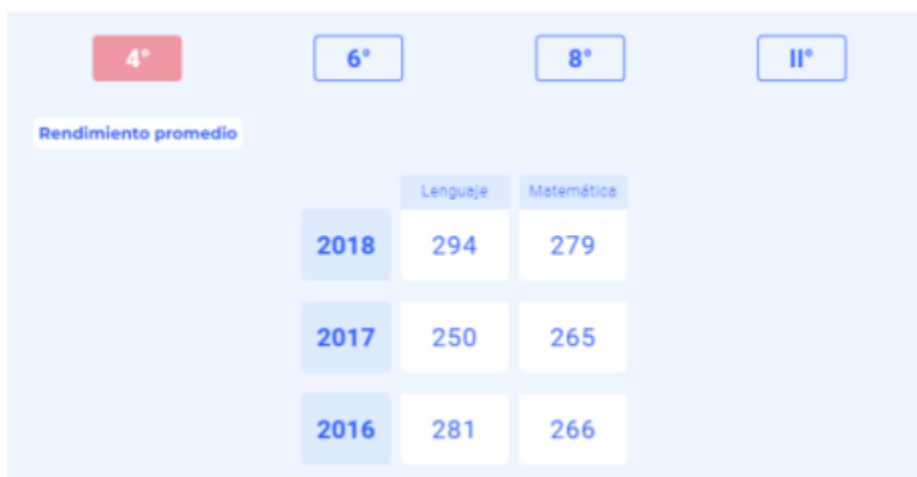 4° 6° 8° II°
Rendimiento promedio
Lenguaje Matemática
2018 294 279
2017 250 265
2016 281 266